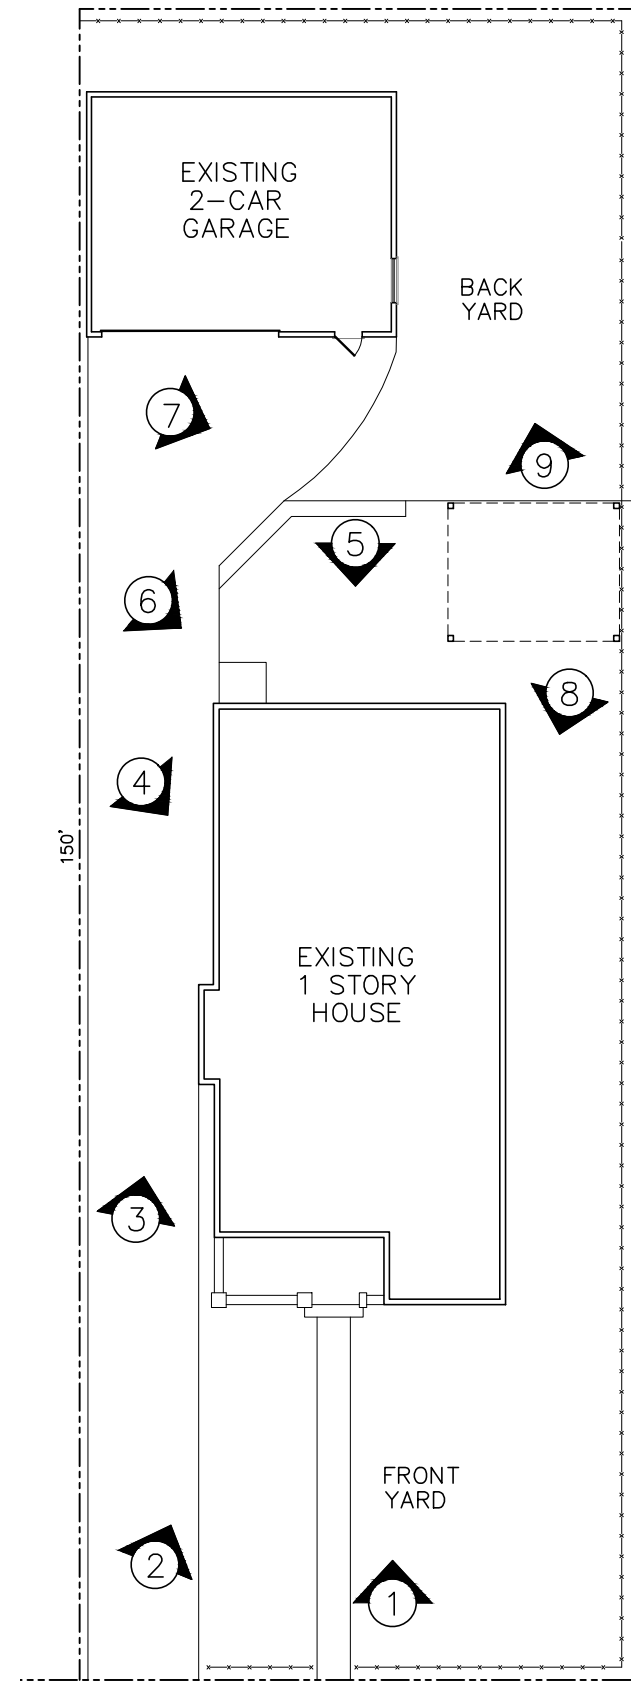 EXISTING
2-CAR
GARAGE
BACK
YARD
7
9
5
6
8
4
150'
EXISTING
1 STORY
HOUSE
3
FRONT
YARD
2
1